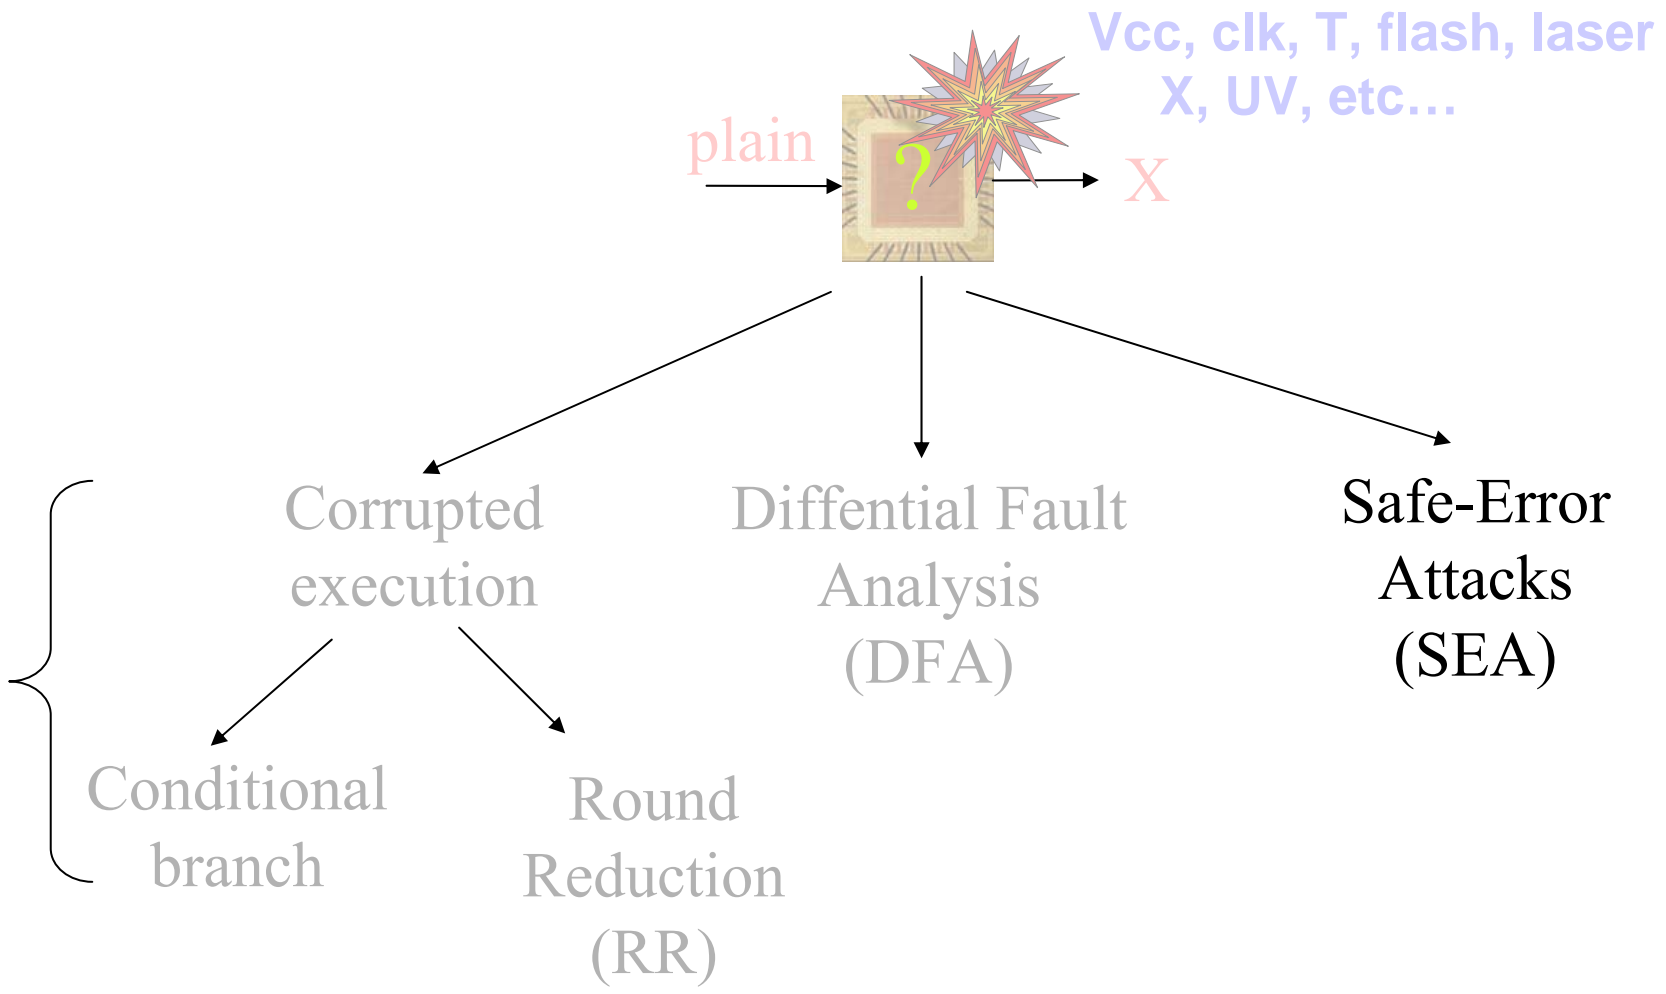 Vcc, clk, T, flash, laser
X, UV, etc…
plain
?
X
Corrupted
execution
Diffential Fault
Analysis
(DFA)
Safe-Error
Attacks
(SEA)
Conditional
branch
Round
Reduction
(RR)